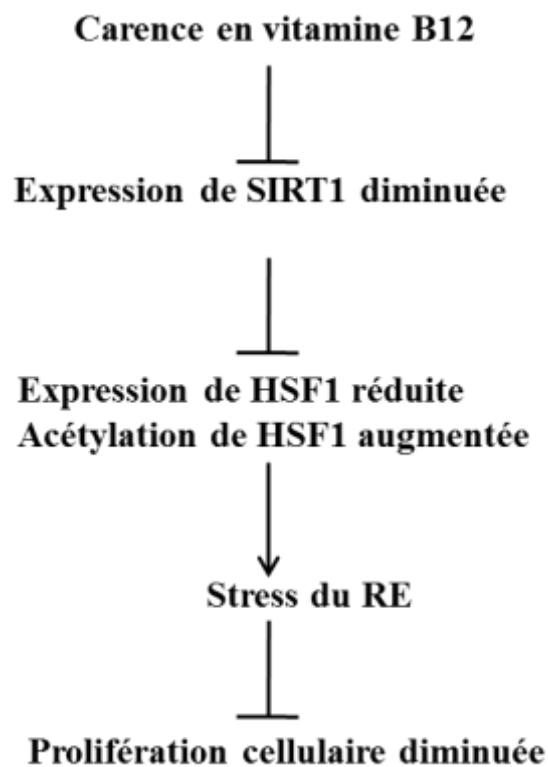 Carence en vitamine B12
Expression de SIRT1 diminuée
Expression de HSF1 réduite
Acétylation de HSF1 augmentée
Stress du RE
Prolifération cellulaire diminuée